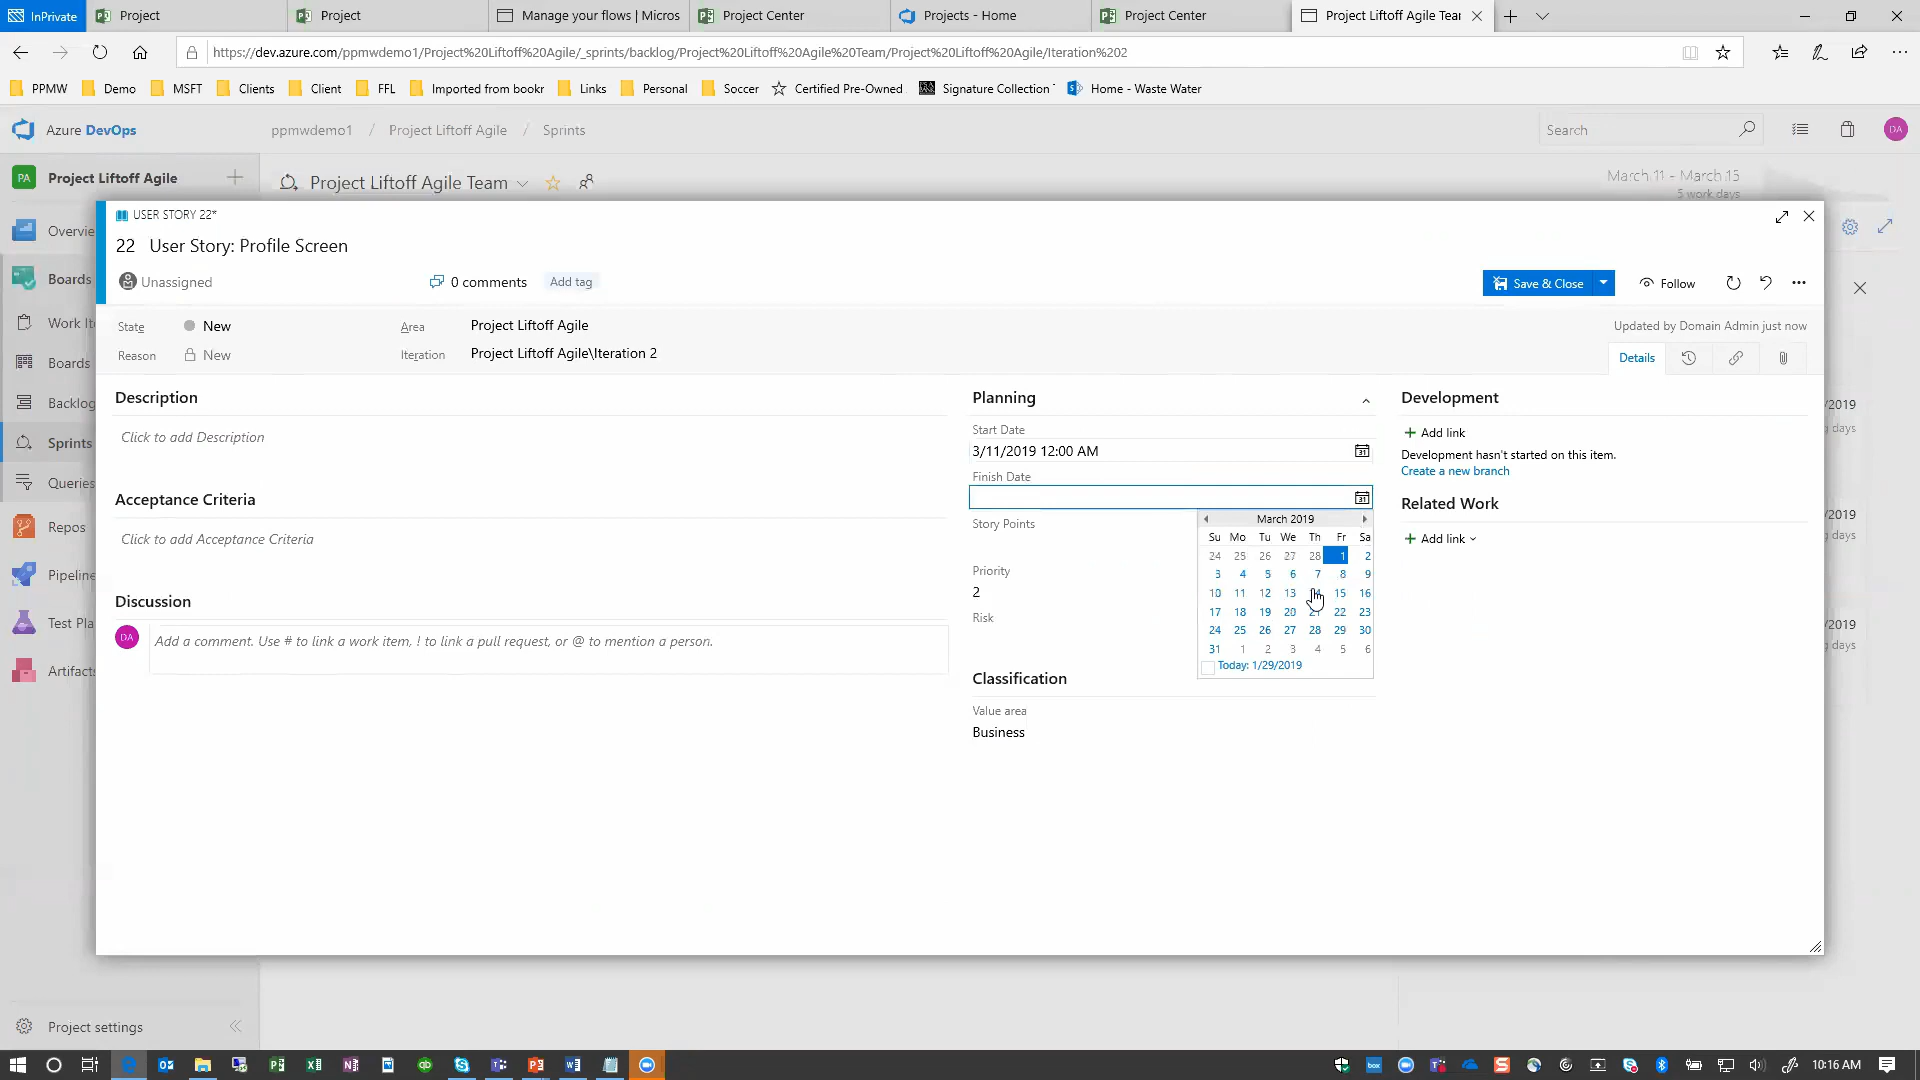 InPrivate
Project
Project
Manage your flows | Micros
Project Center
Projects - Home
Project Center
Project Liftoff Agile Tear
https://dev.azure.com/ppmwdemo1/Project%20Liftoff%20Agile/_sprints/backlog/Project%20Liftoff%20Agile%20Team/Project%20Liftoff%20Agile/Iteration%202
PPMW
Demo
MSFT
Clients
Client
FFL
Imported from bookr
Links
Personal
Soccer
Certified Pre-Owned
Signature Collection
Home - Waste Water
Azure DevOps
ppmwdemo1 / Project Liftoff Agile / Sprints
Search
DA
PA
Project Liftoff Agile
Project Liftoff Agile Team
March 11 - March 15
5 work days
USER STORY 22*
22 User Story: Profile Screen
Unassigned
0 comments
Add tag
Save & Close
Follow
State
New
Area
Project Liftoff Agile
Updated by Domain Admin just now
Reason
New
Iteration
Project Liftoff Agile\Iteration 2
Details
Overvie
Boards
Work It
Boards
Backlog
Sprints
Queries
Repos
Pipeline
Test Pla
Artifacts
Project settings
Description
Click to add Description
Acceptance Criteria
Click to add Acceptance Criteria
Discussion
DA
Add a comment. Use # to link a work item, ! to link a pull request, or @ to mention a person.
Planning
Start Date
3/11/2019 12:00 AM
Finish Date
Story Points
Priority
2
Risk
March 2019
Su Mo Tu We Th Fr Sa
24 25 26 27 28 1 2
3 4 5 6 7 8 9
10 11 12 13 15 16
17 18 19 20 21 22 23
24 25 26 27 28 29 30
31 1 2 3 4 5 6
Today: 1/29/2019
Classification
Value area
Business
Development
Add link
Development hasn't started on this item.
Create a new branch
Related Work
Add link
/2019
g days
/2019
g days
/2019
g days
10:16 AM